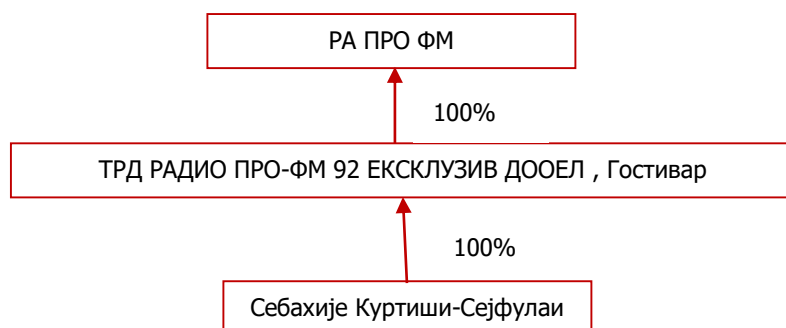 РА ПРО ФМ
100%
ТРД РАДИО ПРО-ФМ 92 ЕКСКЛУЗИВ ДООЕЛ , Гостивар
100%
Себахије Куртиши-Сејфулаи